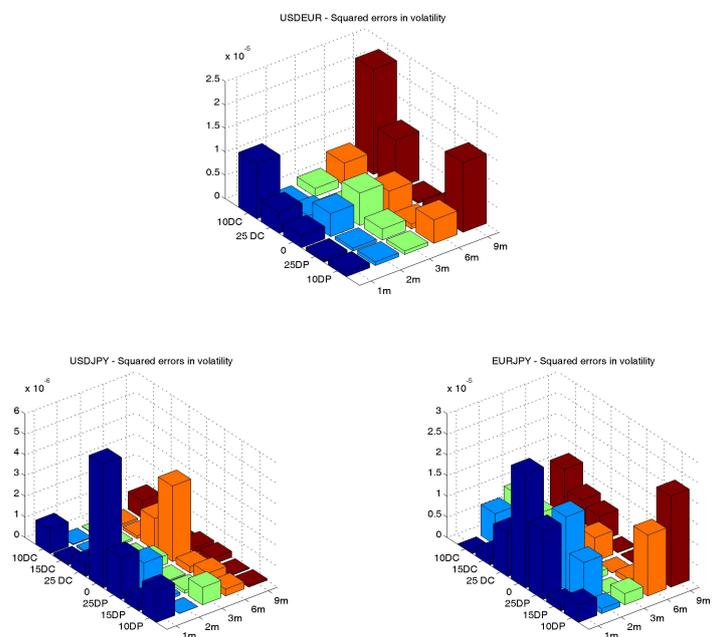 USDEUR - Squared errors in volatility
x 10^-5
2.5
2
1.5
1
0.5
0
10DC
25 DC
0
25DP
10DP
1m
2m
3m
6m
9m
USDJPY - Squared errors in volatility
x 10^-6
6
5
4
3
2
1
0
10DC
15DC
25 DC
0
25DP
15DP
10DP
1m
2m
3m
6m
9m
EURJPY - Squared errors in volatility
x 10^-5
3
2.5
2
1.5
1
0.5
0
10DC
15DC
25 DC
0
25DP
15DP
10DP
1m
2m
3m
6m
9m